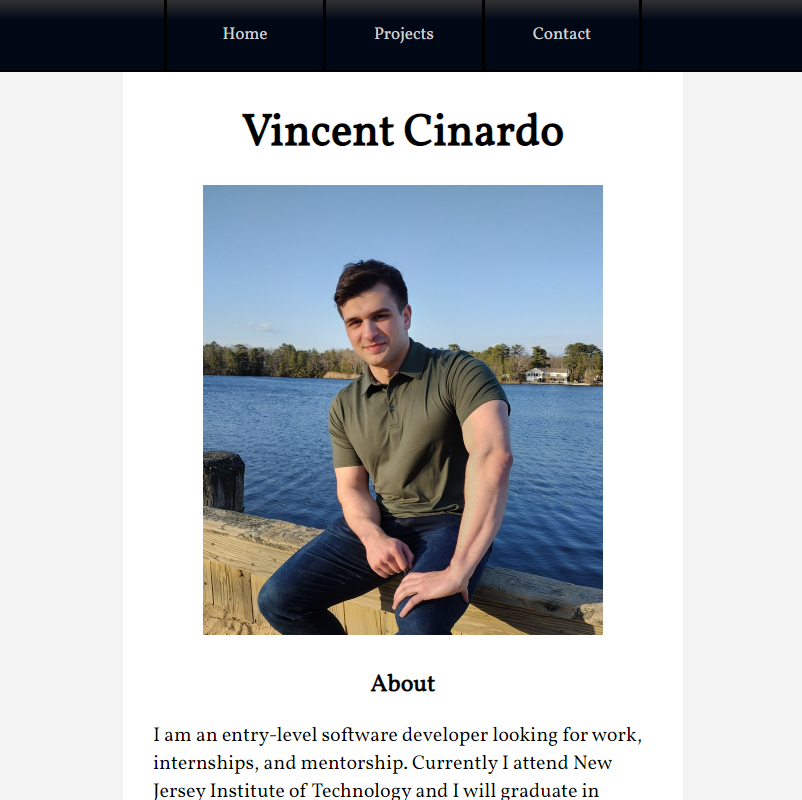 Home Projects Contact
Vincent Cinardo
About
I am an entry-level software developer looking for work,
internships, and mentorship. Currently I attend New
Jersey Institute of Technology and I will graduate in